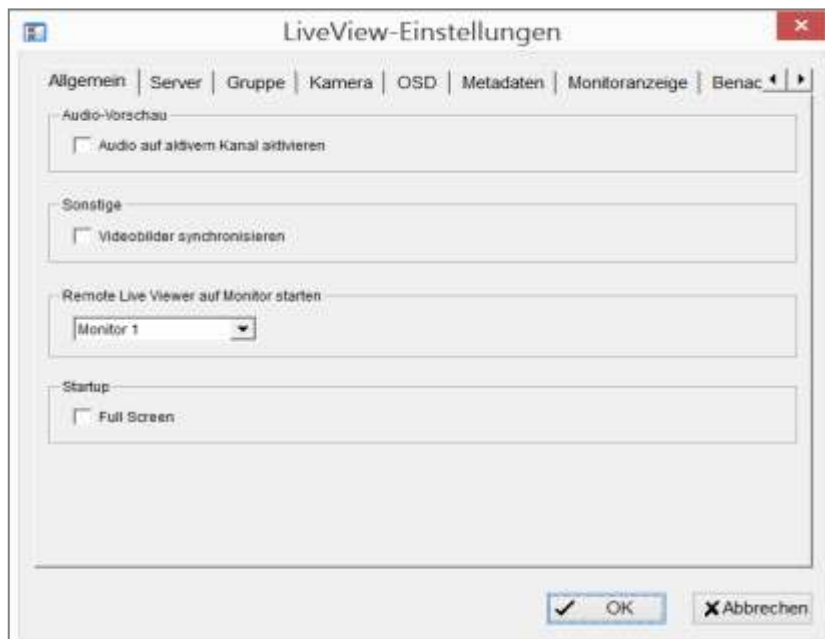 LiveView-Einstellungen
Allgemein Server Gruppe Kamera OSD Metadaten Monitoranzeige Benac
Audio-Vorschau
Audio auf aktivem Kanal aktivieren
Sonstige
Videobilder synchronisieren
Remote Live Viewer auf Monitor starten
Monitor 1
Startup
Full Screen
OK Abbrechen